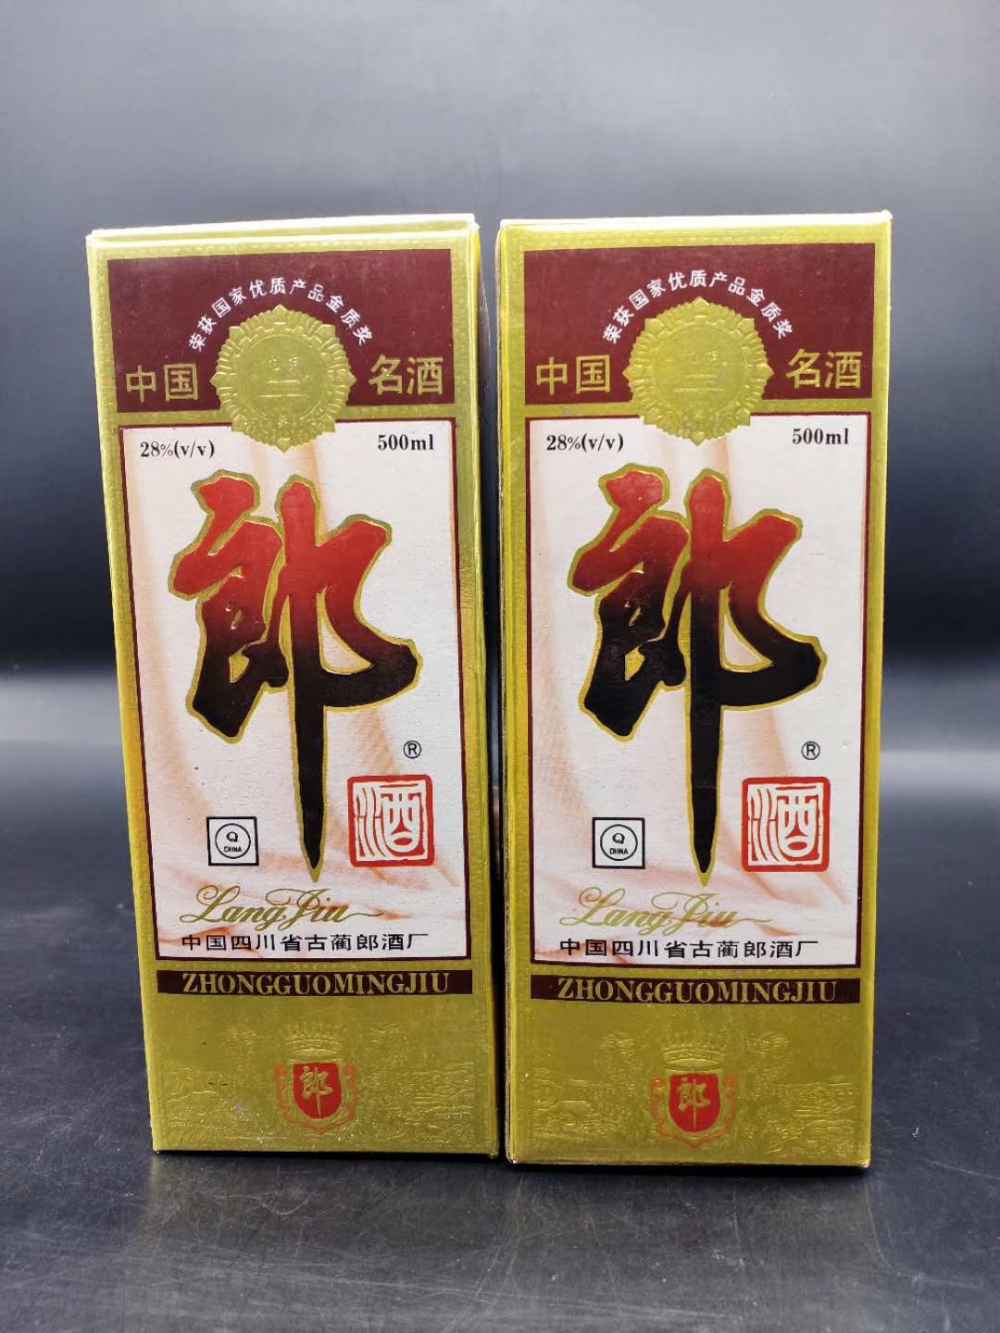 荣获国家优质产品金质奖
中国 名酒
28%(v/v) 500ml
郎
®
酒
Q
CHINA
LangJiu
中国四川省古蔺郎酒厂
ZHONGGUOMINGJIU
郎
荣获国家优质产品金质奖
中国 名酒
28%(v/v) 500ml
郎
®
酒
Q
CHINA
LangJiu
中国四川省古蔺郎酒厂
ZHONGGUOMINGJIU
郎